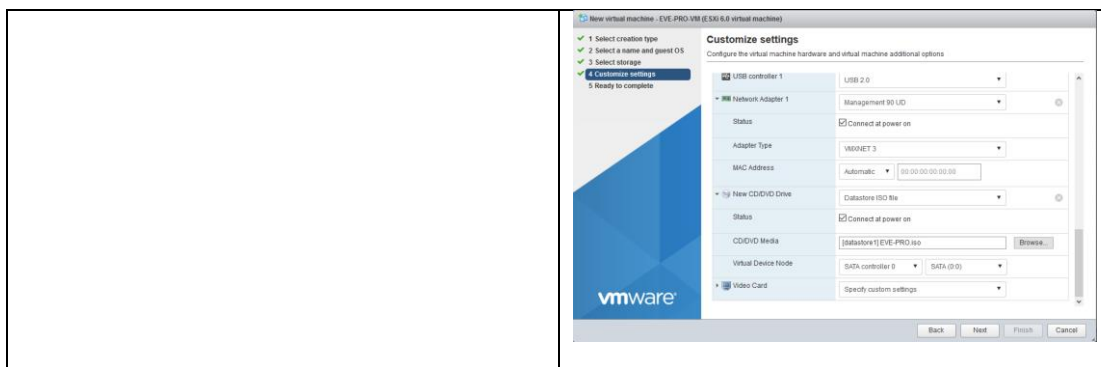 New virtual machine - EVE-PRO-VM (ESXi 6.0 virtual machine)
1 Select creation type
2 Select a name and guest OS
3 Select storage
4 Customize settings
5 Ready to complete
Customize settings
Configure the virtual machine hardware and virtual machine additional options
USB controller 1 USB 2.0
Network Adapter 1 Management 90 UD
Status Connect at power on
Adapter Type VMXNET 3
MAC Address Automatic 00:00:00:00:00:00
New CD/DVD Drive Datastore ISO file
Status Connect at power on
CD/DVD Media [datastore1] EVE-PRO.iso Browse...
Virtual Device Node SATA controller 0 SATA (0:0)
Video Card Specify custom settings
vmware
Back Next Finish Cancel